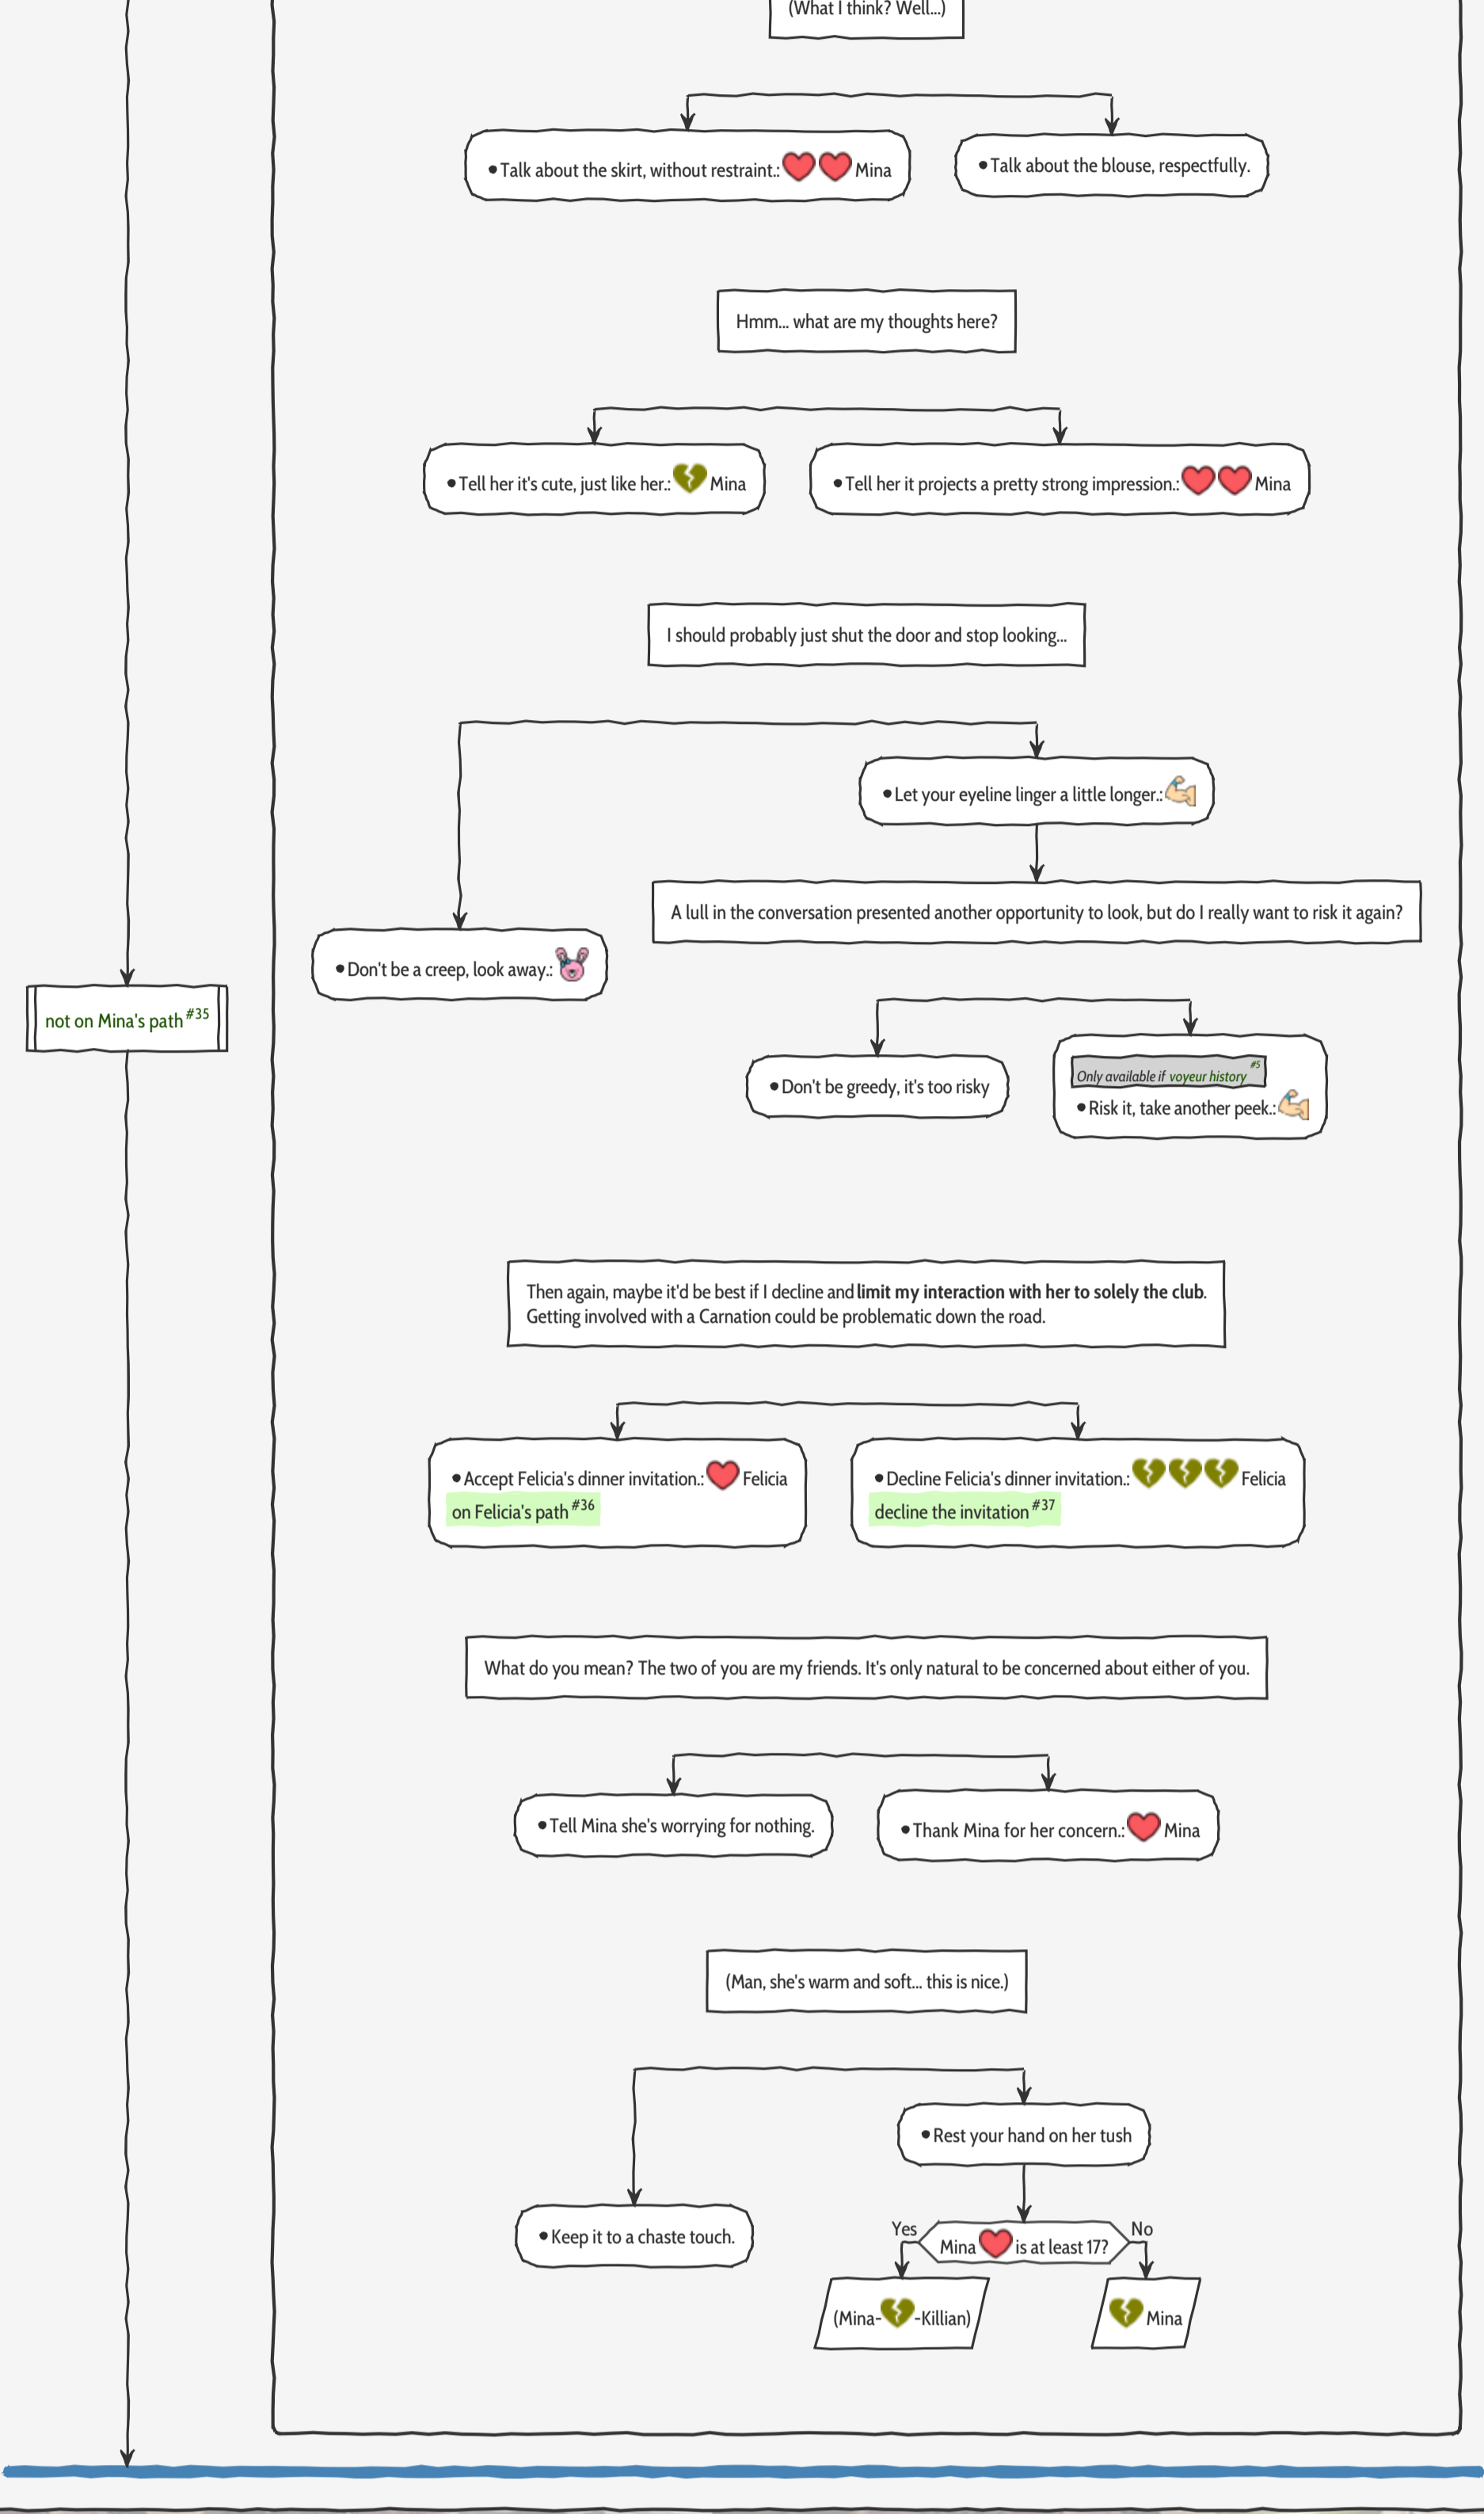 (What I think? Well...)
•Talk about the skirt, without restraint.: Mina
•Talk about the blouse, respectfully.
Hmm... what are my thoughts here?
•Tell her it's cute, just like her.: Mina
•Tell her it projects a pretty strong impression.: Mina
I should probably just shut the door and stop looking...
•Let your eyeline linger a little longer.:
A lull in the conversation presented another opportunity to look, but do I really want to risk it again?
•Don't be a creep, look away.:
not on Mina's path #35
•Don't be greedy, it's too risky
Only available if voyeur history #5
•Risk it, take another peek.:
Then again, maybe it'd be best if I decline and limit my interaction with her to solely the club.
Getting involved with a Carnation could be problematic down the road.
•Accept Felicia's dinner invitation.: Felicia
on Felicia's path #36
•Decline Felicia's dinner invitation.: Felicia
decline the invitation #37
What do you mean? The two of you are my friends. It's only natural to be concerned about either of you.
•Tell Mina she's worrying for nothing.
•Thank Mina for her concern.: Mina
(Man, she's warm and soft... this is nice.)
•Rest your hand on her tush
•Keep it to a chaste touch.
Yes
Mina is at least 17?
No
(Mina- -Killian)
Mina